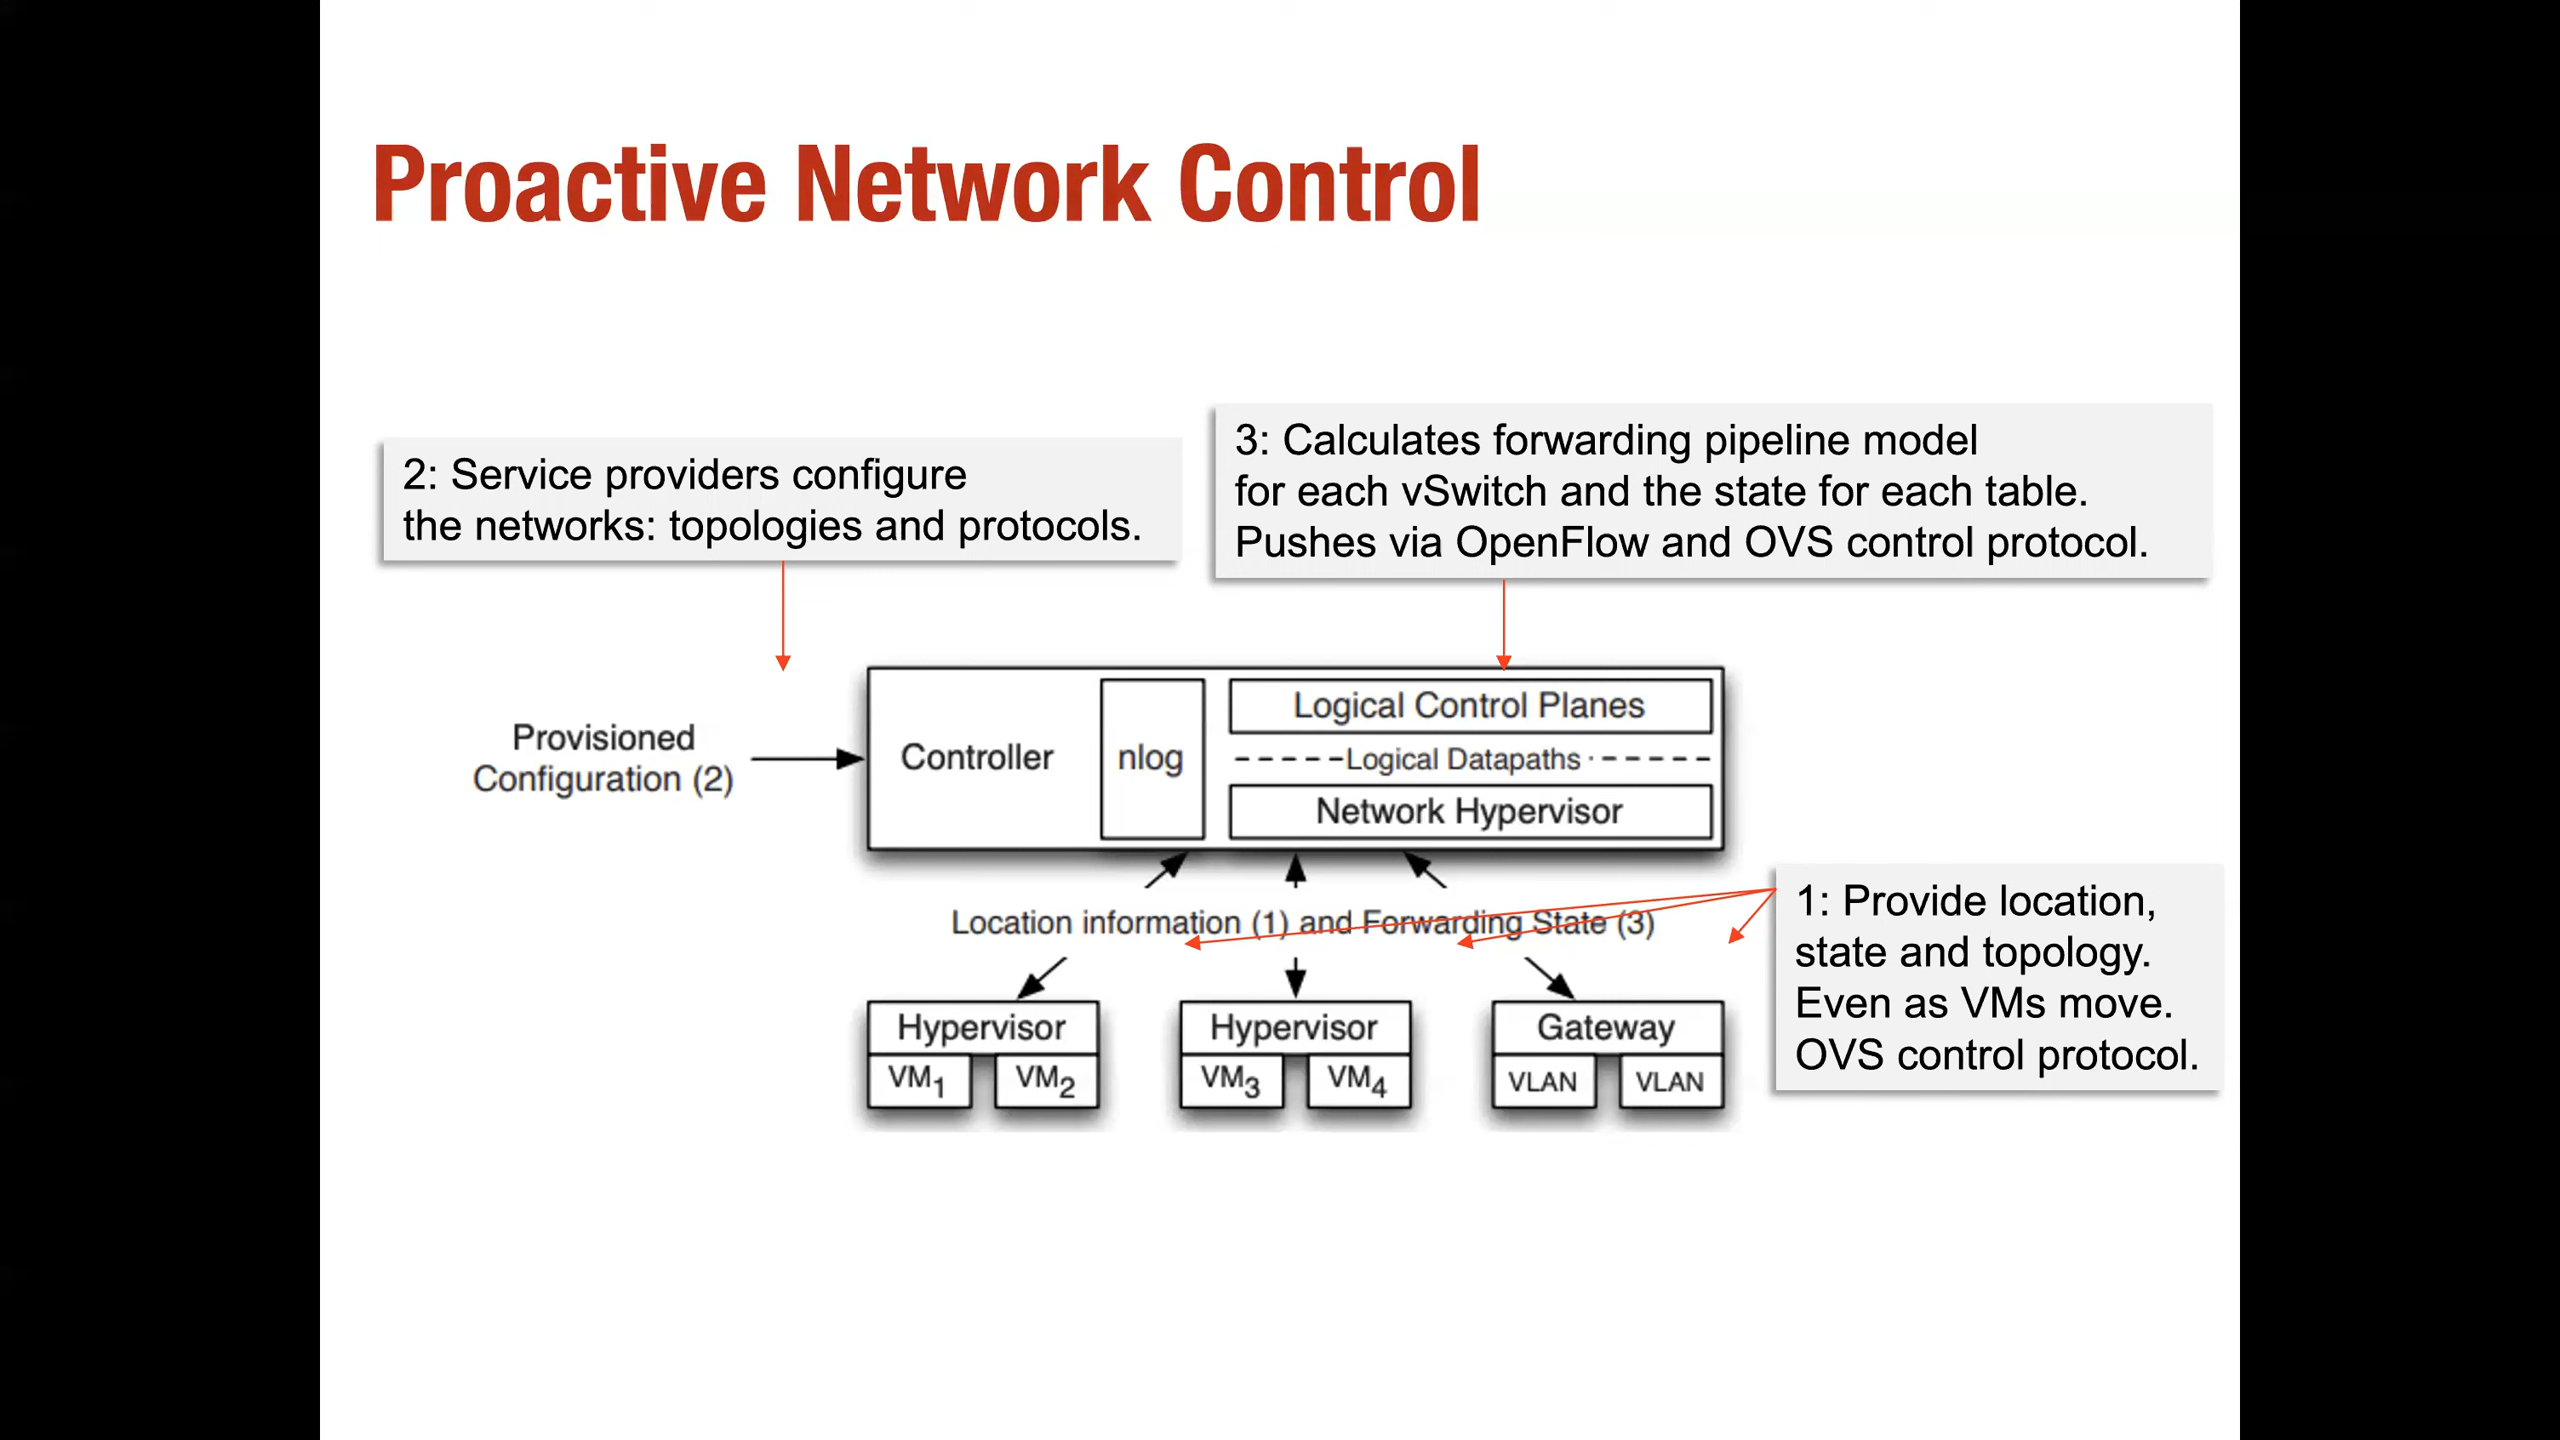 Proactive Network Control
2: Service providers configure
the networks: topologies and protocols.
3: Calculates forwarding pipeline model
for each vSwitch and the state for each table.
Pushes via OpenFlow and OVS control protocol.
Provisioned
Configuration (2)
Controller
nlog
Logical Control Planes
Logical Datapaths
Network Hypervisor
Location information (1) and Forwarding State (3)
1: Provide location,
state and topology.
Even as VMs move.
OVS control protocol.
Hypervisor
VM1 VM2
Hypervisor
VM3 VM4
Gateway
VLAN VLAN